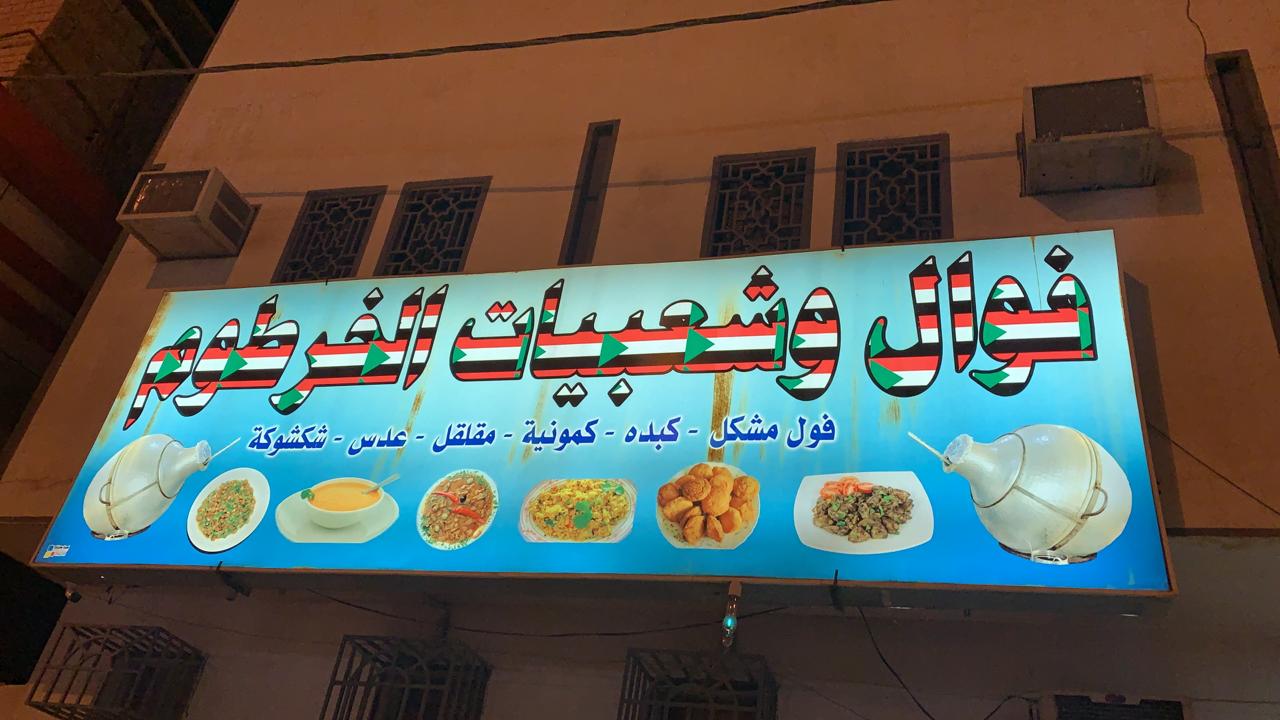 فوال وشعبيات الخرطوم
فول مشكل - كبده - كمونية - مقلقل - عدس - شكشوكة